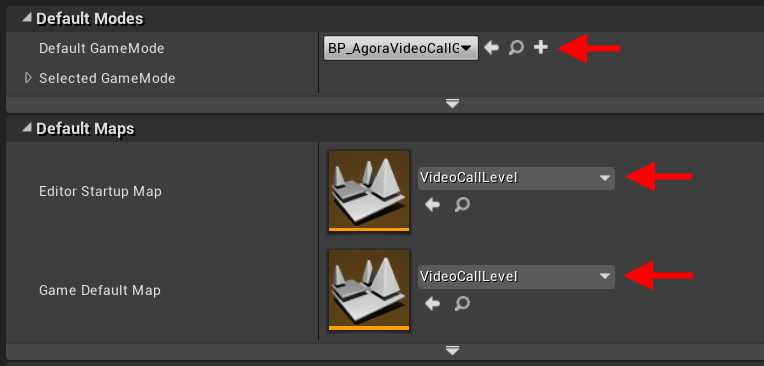 Default Modes
Default GameMode
BP_AgoraVideoCallG
Selected GameMode
Default Maps
Editor Startup Map
VideoCallLevel
Game Default Map
VideoCallLevel